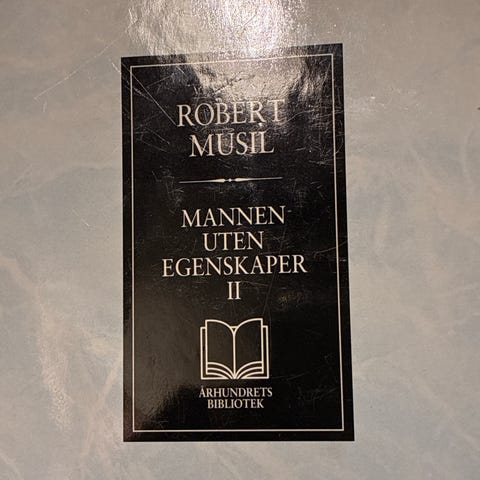 ROBERT
MUSIL
MANNEN
UTEN
EGENSKAPER
II
ÅRHUNDRETS
BIBLIOTEK